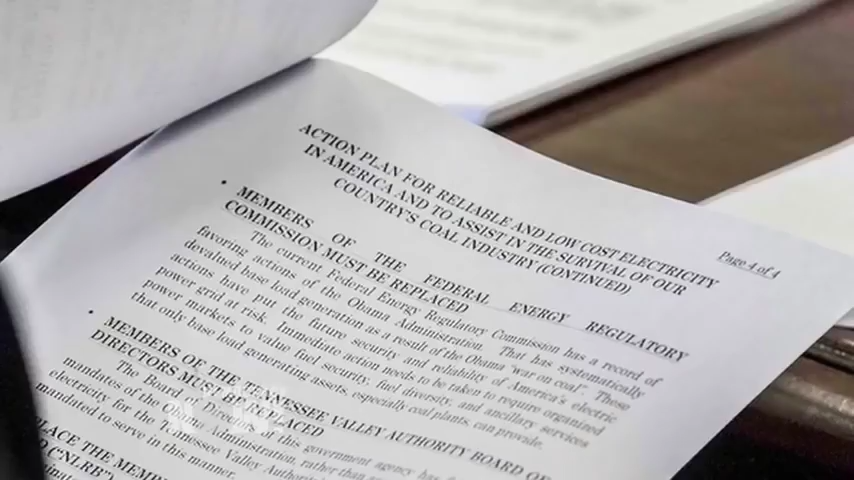 Page 4 of 4
ACTION PLAN FOR RELIABLE AND LOW COST ELECTRICITY
IN AMERICA AND TO ASSIST IN THE SURVIVAL OF OUR
COUNTRY'S COAL INDUSTRY (CONTINUED)
• MEMBERS OF THE FEDERAL ENERGY REGULATORY
COMMISSION MUST BE REPLACED
The current Federal Energy Regulatory Commission has a record of
favoring actions of the Obama Administration. That has systematically
devalued base load generation as a result of the Obama "war on coal". These
actions have put the future security and reliability of America's electric
power grid at risk. Immediate action needs to be taken to require organized
power markets to value fuel security, fuel diversity, and ancillary services
that only base load generating assets, especially coal plants, can provide.
• MEMBERS OF THE TENNESSEE VALLEY AUTHORITY BOARD OF
DIRECTORS MUST BE REPLACED
The Board of Directors of this government agency has
mandates of the Obama Administration, rather than
electricity for the Tennessee Valley
mandated to serve in this manner.
LACE THE
("NLRB")